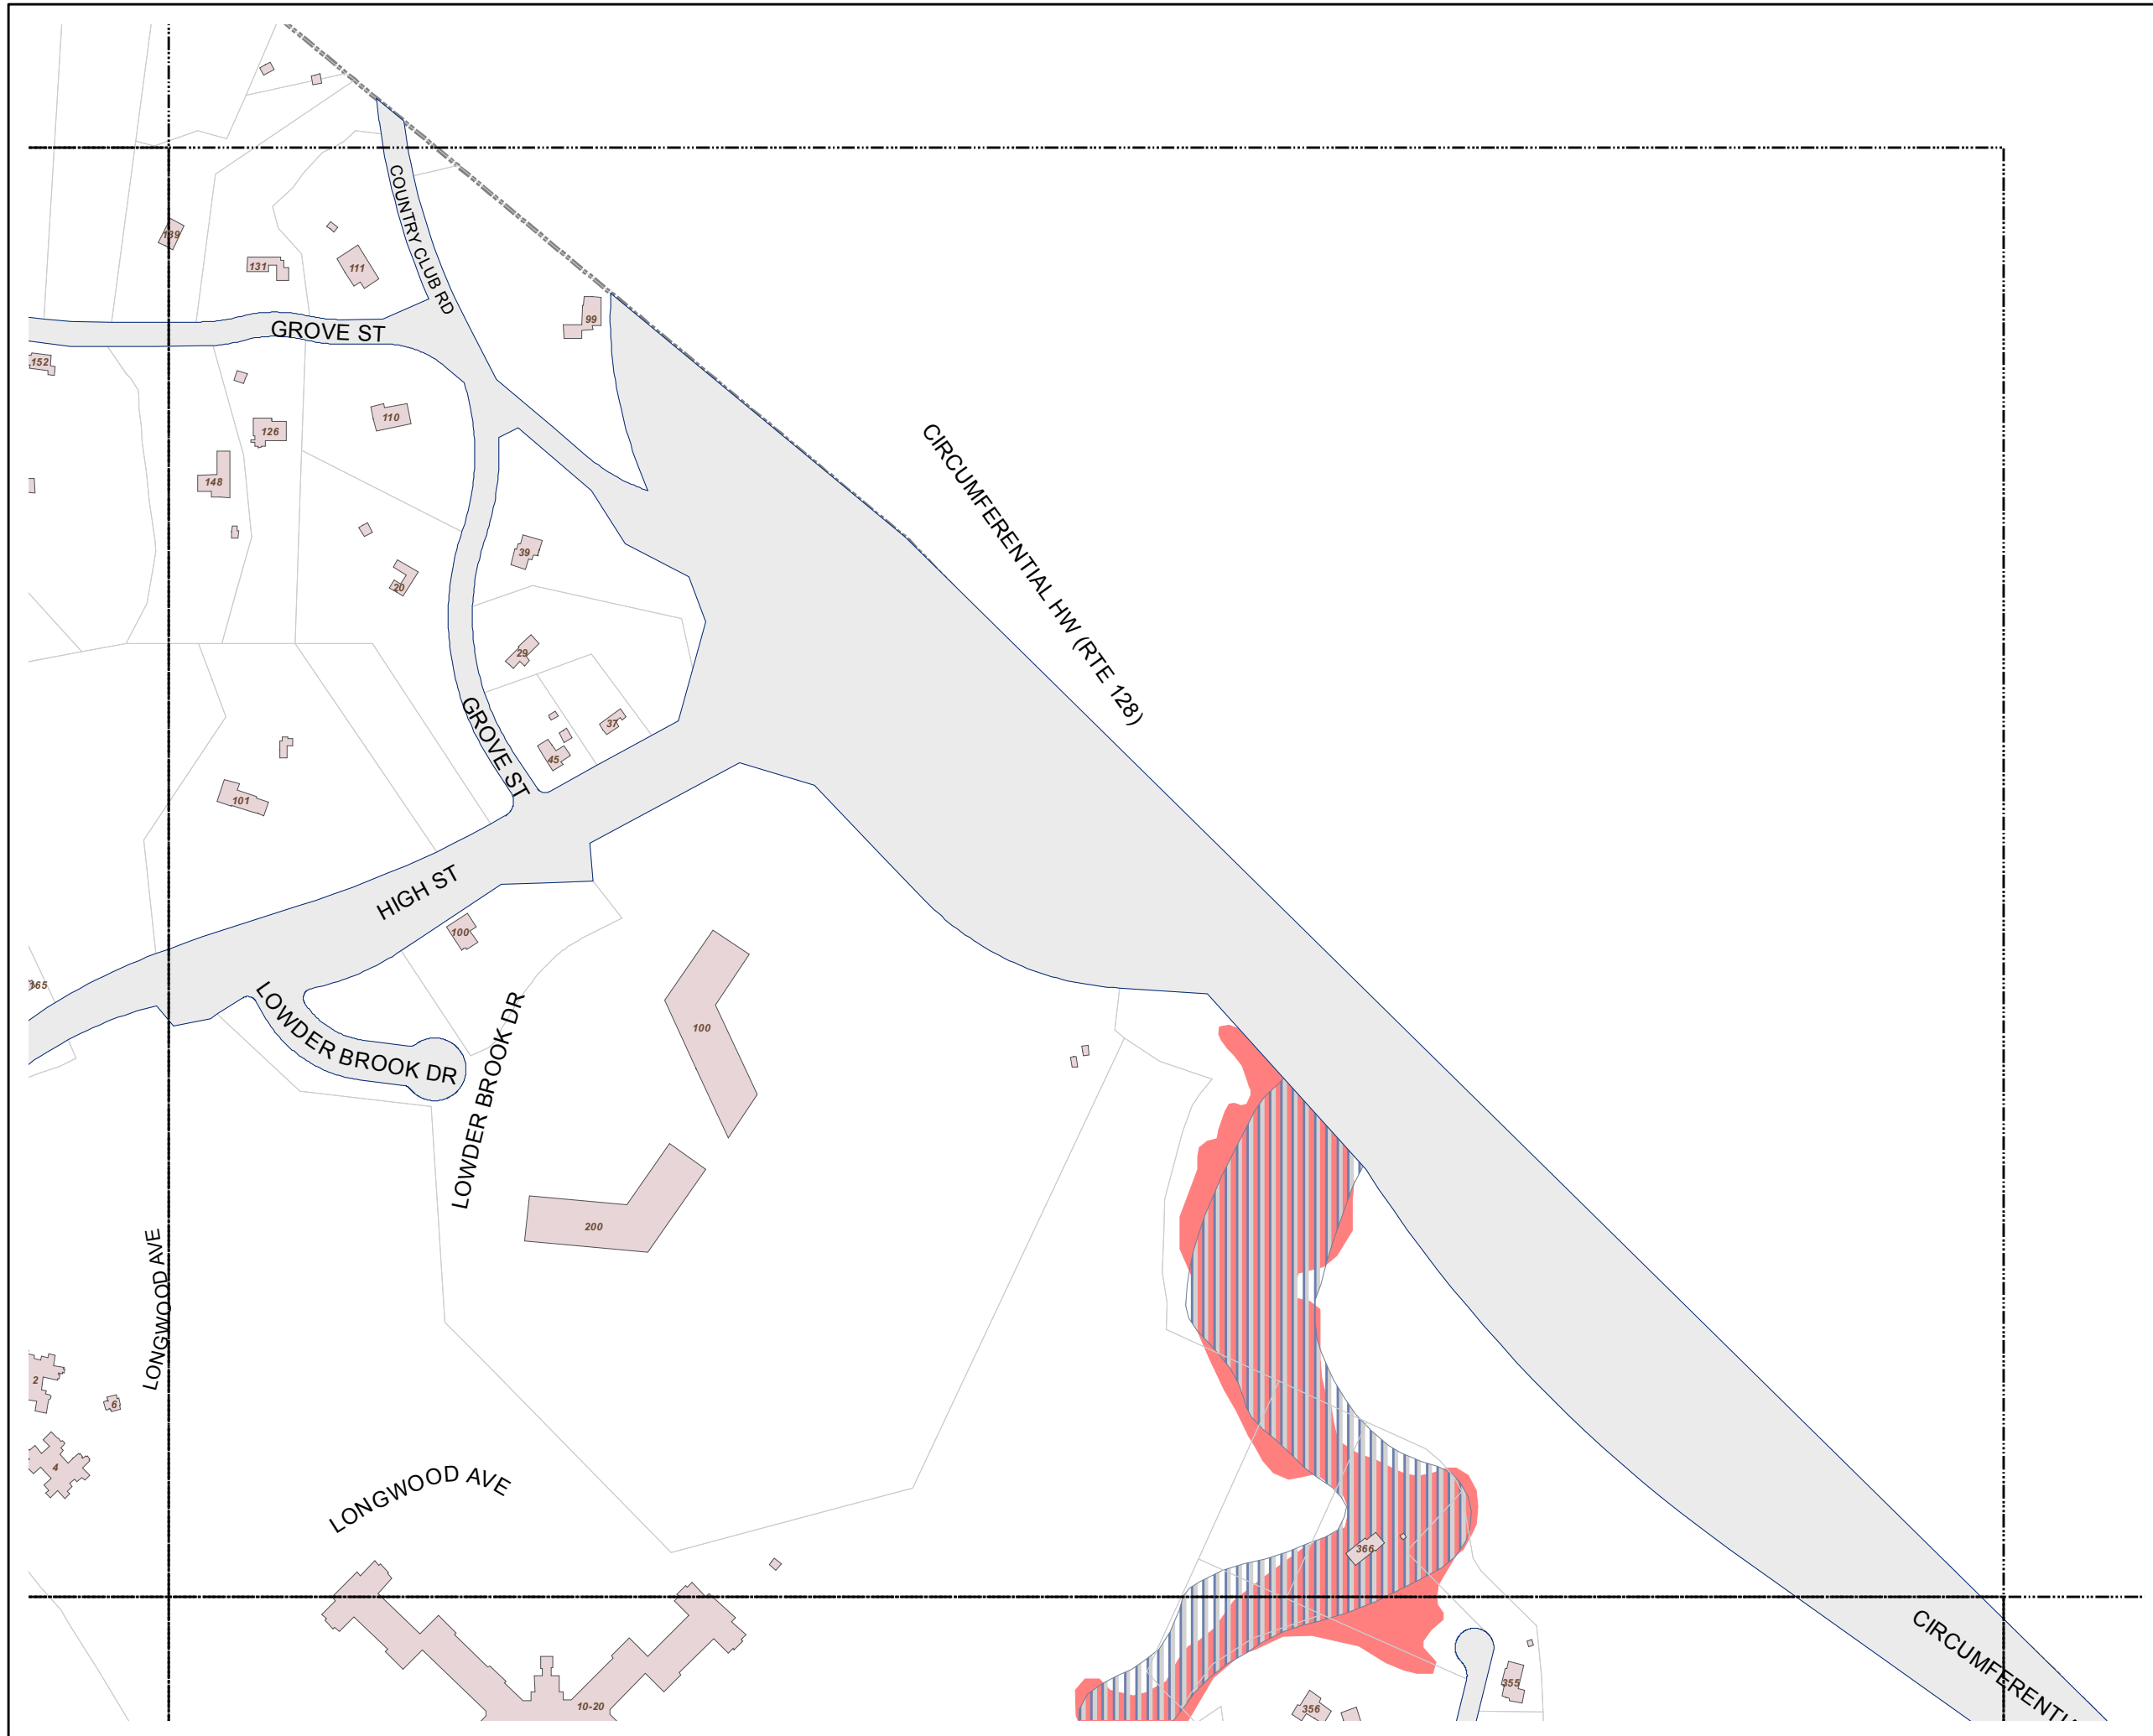 COUNTRY CLUB RD
139
131
111
99
GROVE ST
152
110
126
148
CIRCUMFERENTIAL HW (RTE 128)
39
20
29
GROVE ST
37
45
101
HIGH ST
100
165
LOWDER BROOK DR
LOWDER BROOK DR
100
200
LONGWOOD AVE
2
6
4
LONGWOOD AVE
366
10-20
355
356
CIRCUMFERENTI